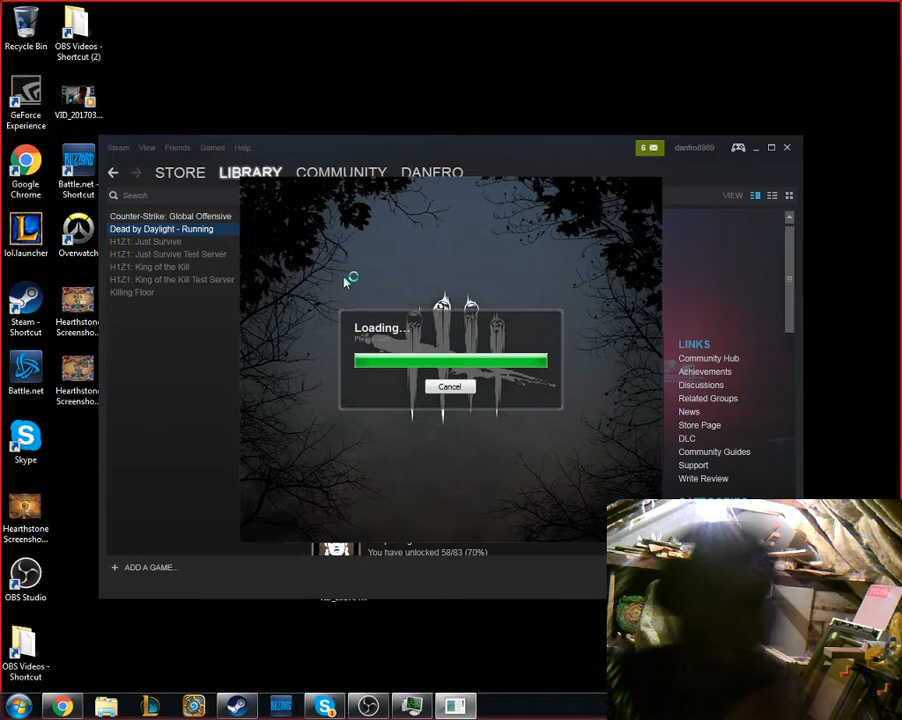 Recycle Bin
OBS Videos -
Shortcut (2)
GeForce
Experience
VID_201703...
Google
Chrome
Battle.net -
Shortcut
lol.launcher
Overwatch
Steam -
Shortcut
Hearthstone
Screensho...
Battle.net
Hearthstone
Screensho...
Skype
Hearthstone
Screensho...
OBS Studio
OBS Videos -
Shortcut
Steam View Friends Games Help
6
danfro8989
STORE LIBRARY COMMUNITY DANFRO
Search
VIEW
Counter-Strike: Global Offensive
Dead by Daylight - Running
H1Z1: Just Survive
H1Z1: Just Survive Test Server
H1Z1: King of the Kill
H1Z1: King of the Kill Test Server
Killing Floor
Loading...
Cancel
LINKS
Community Hub
Achievements
Discussions
Related Groups
News
Store Page
DLC
Community Guides
Support
Write Review
You have unlocked 58/83 (70%)
+ ADD A GAME...